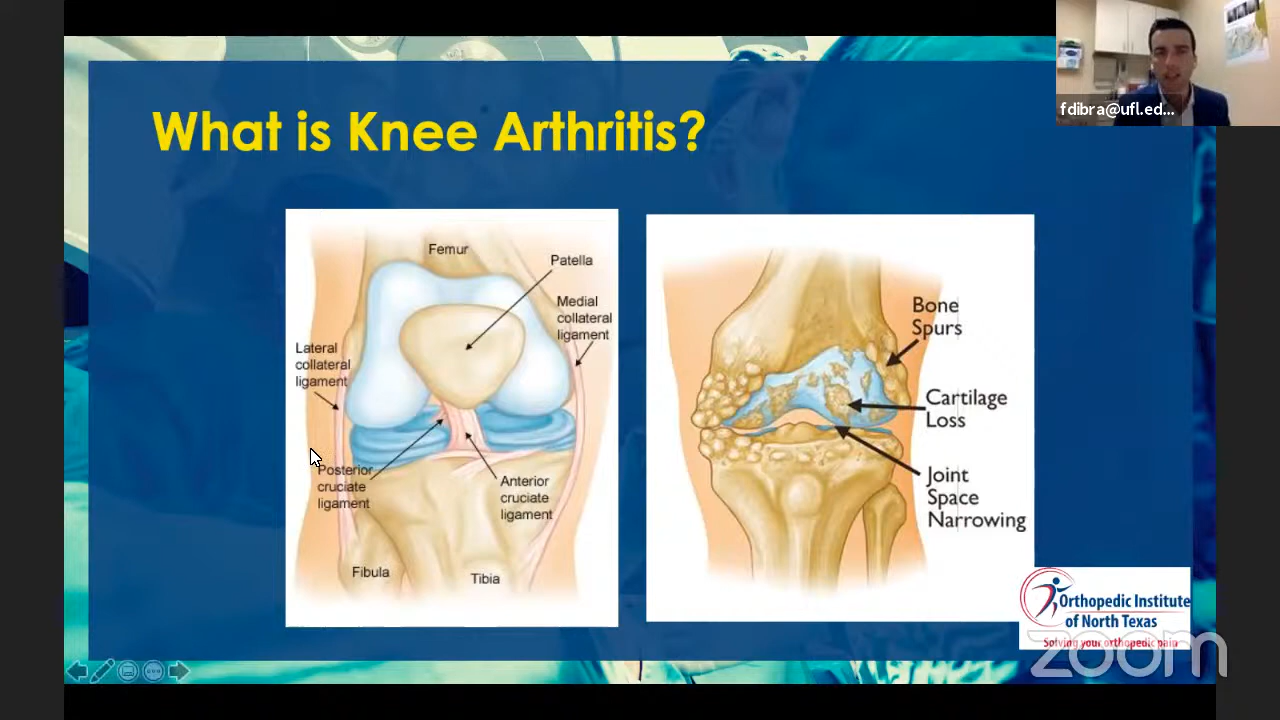 fdibra@ufl.ed...
What is Knee Arthritis?
Femur
Patella
Medial
collateral
ligament
Lateral
collateral
ligament
Posterior
cruciate
ligament
Anterior
cruciate
ligament
Fibula
Tibia
Bone
Spurs
Cartilage
Loss
Joint
Space
Narrowing
Orthopedic Institute
of North Texas
Solving your orthopedic pain
zoom